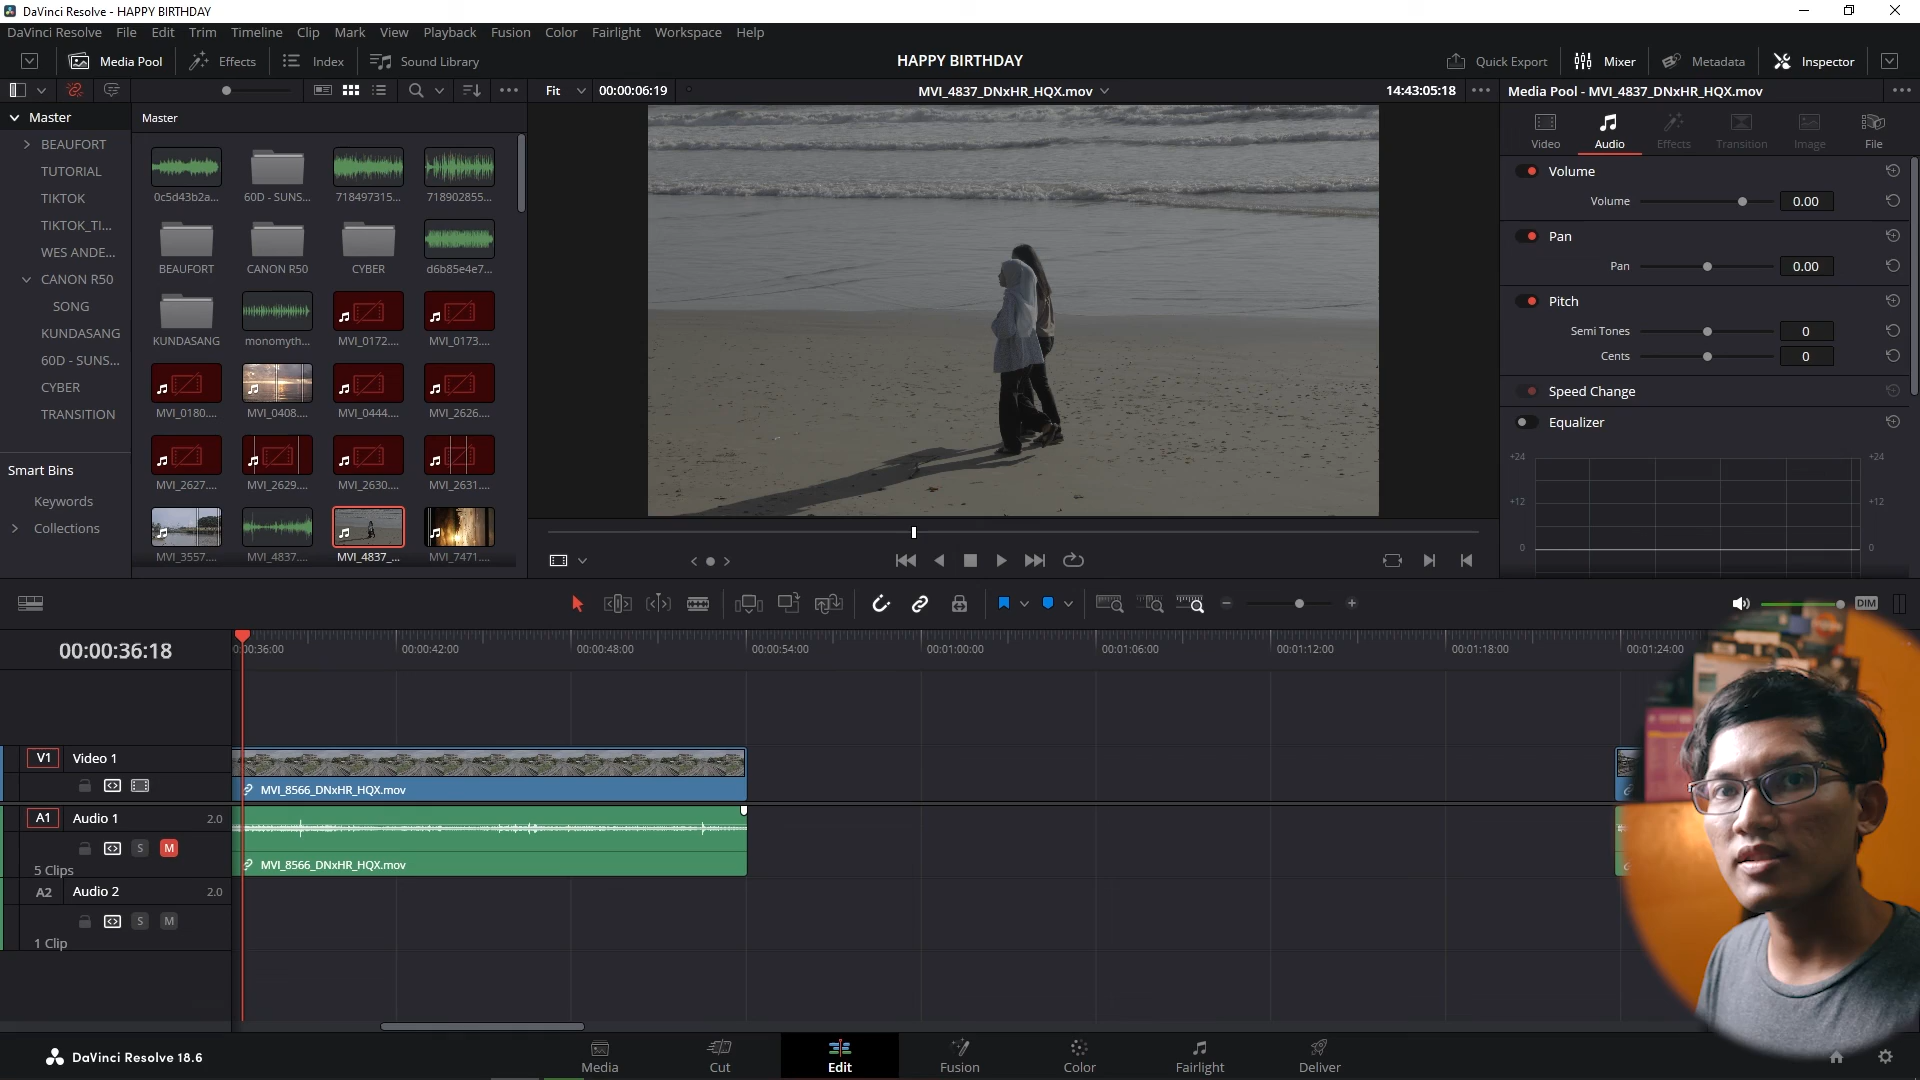 DaVinci Resolve - HAPPY BIRTHDAY
DaVinci Resolve File Edit Trim Timeline Clip Mark View Playback Fusion Color Fairlight Workspace Help
Media Pool Effects Index Sound Library HAPPY BIRTHDAY Quick Export Mixer Metadata Inspector
Fit 00:00:06:19 MVI_4837_DNxHR_HQX.mov 14:43:05:18 Media Pool - MVI_4837_DNxHR_HQX.mov
Master
BEAUFORT
TUTORIAL
TIKTOK
TIKTOK_TI...
WES ANDE...
CANON R50
SONG
KUNDASANG
60D - SUNS...
CYBER
TRANSITION
Smart Bins
Keywords
Collections
Master
0c5d43b2a... 60D - SUNS... 718497315... 718902855...
BEAUFORT CANON R50 CYBER d6b85e4e7...
KUNDASANG monomyth... MVI_0172.... MVI_0173....
MVI_0180.... MVI_0408.... MVI_0444.... MVI_2626....
MVI_2627.... MVI_2629.... MVI_2630.... MVI_2631....
MVI_3557.... MVI_4837.... MVI_4837_... MVI_7471....
Video Audio Effects Transition Image File
Volume
Volume 0.00
Pan
Pan 0.00
Pitch
Semi Tones 0
Cents 0
Speed Change
Equalizer
+24 +24
+12 +12
0 0
DIM
00:00:36:18
0:00:36:00 00:00:42:00 00:00:48:00 00:00:54:00 00:01:00:00 00:01:06:00 00:01:12:00 00:01:18:00 00:01:24:00
V1 Video 1
MVI_8566_DNxHR_HQX.mov
A1 Audio 1 2.0
S M
5 Clips
MVI_8566_DNxHR_HQX.mov
A2 Audio 2 2.0
S M
1 Clip
DaVinci Resolve 18.6
Media Cut Edit Fusion Color Fairlight Deliver